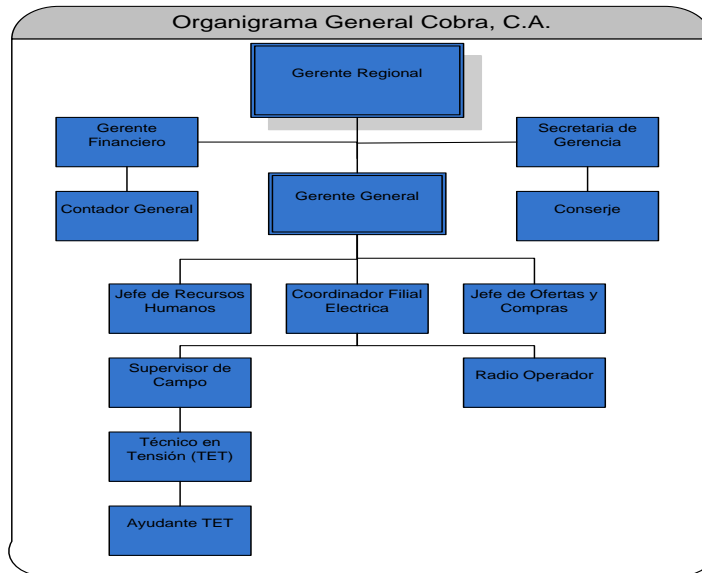 Organigrama General Cobra, C.A.
Gerente Regional
Gerente
Financiero
Secretaria de
Gerencia
Contador General
Gerente General
Conserje
Jefe de Recursos
Humanos
Coordinador Filial
Electrica
Jefe de Ofertas y
Compras
Supervisor de
Campo
Radio Operador
Técnico en
Tensión (TET)
Ayudante TET